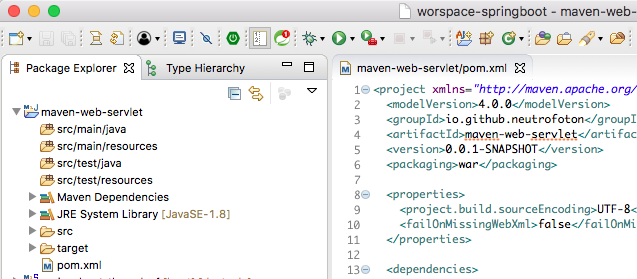 worspace-springboot - maven-web-
Package Explorer
Type Hierarchy
maven-web-servlet
src/main/java
src/main/resources
src/test/java
src/test/resources
Maven Dependencies
JRE System Library [JavaSE-1.8]
src
target
pom.xml
maven-web-servlet/pom.xml
1 <project xmlns="http://maven.apache.org/
2 <modelVersion>4.0.0</modelVersion>
3 <groupId>io.github.neutrofoton</groupI
4 <artifactId>maven-web-servlet</artifac
5 <version>0.0.1-SNAPSHOT</version>
6 <packaging>war</packaging>
7
8 <properties>
9 <project.build.sourceEncoding>UTF-8<
10 <failOnMissingWebXml>false</failOnMi
11 </properties>
12
13 <dependencies>